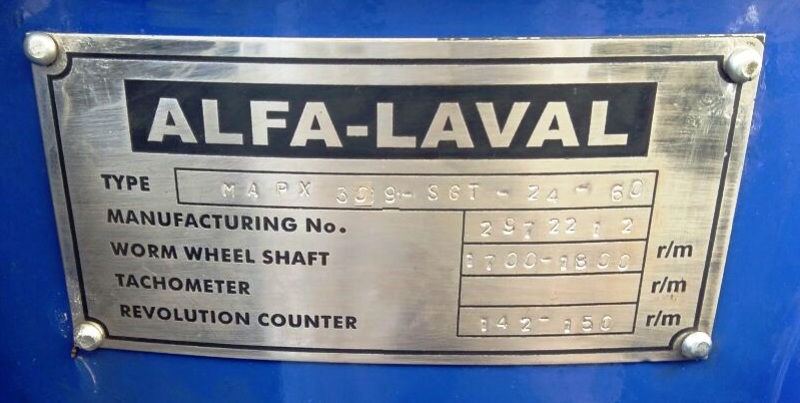 ALFA-LAVAL
TYPE MAPX 309-SGT-24-60
MANUFACTURING No. 2972212
WORM WHEEL SHAFT 1700-1800 r/m
TACHOMETER r/m
REVOLUTION COUNTER 142-150 r/m